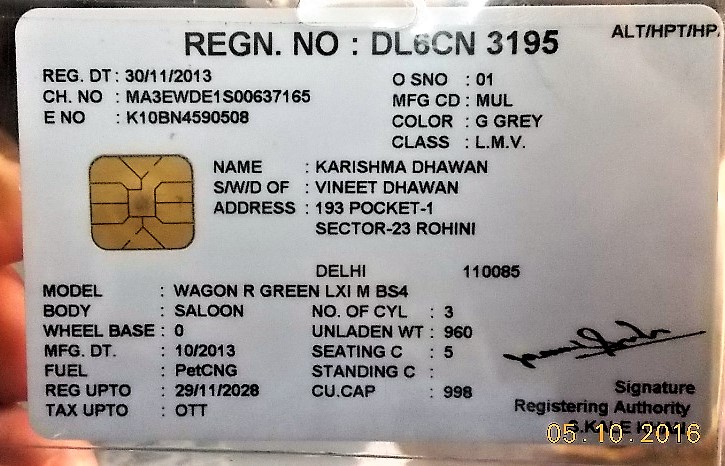 ALT/HPT/HP
REGN. NO : DL6CN 3195
REG. DT : 30/11/2013 O SNO : 01
CH. NO : MA3EWDE1S00637165 MFG CD : MUL
E NO : K10BN4590508 COLOR : G GREY
CLASS : L.M.V.
NAME : KARISHMA DHAWAN
S/W/D OF : VINEET DHAWAN
ADDRESS : 193 POCKET-1
SECTOR-23 ROHINI
DELHI 110085
MODEL : WAGON R GREEN LXI M BS4
BODY : SALOON NO. OF CYL : 3
WHEEL BASE : 0 UNLADEN WT : 960
MFG. DT. : 10/2013 SEATING C : 5
FUEL : PetCNG STANDING C :
REG UPTO : 29/11/2028 CU.CAP : 998
TAX UPTO : OTT
Signature
Registering Authority
05.10.2016